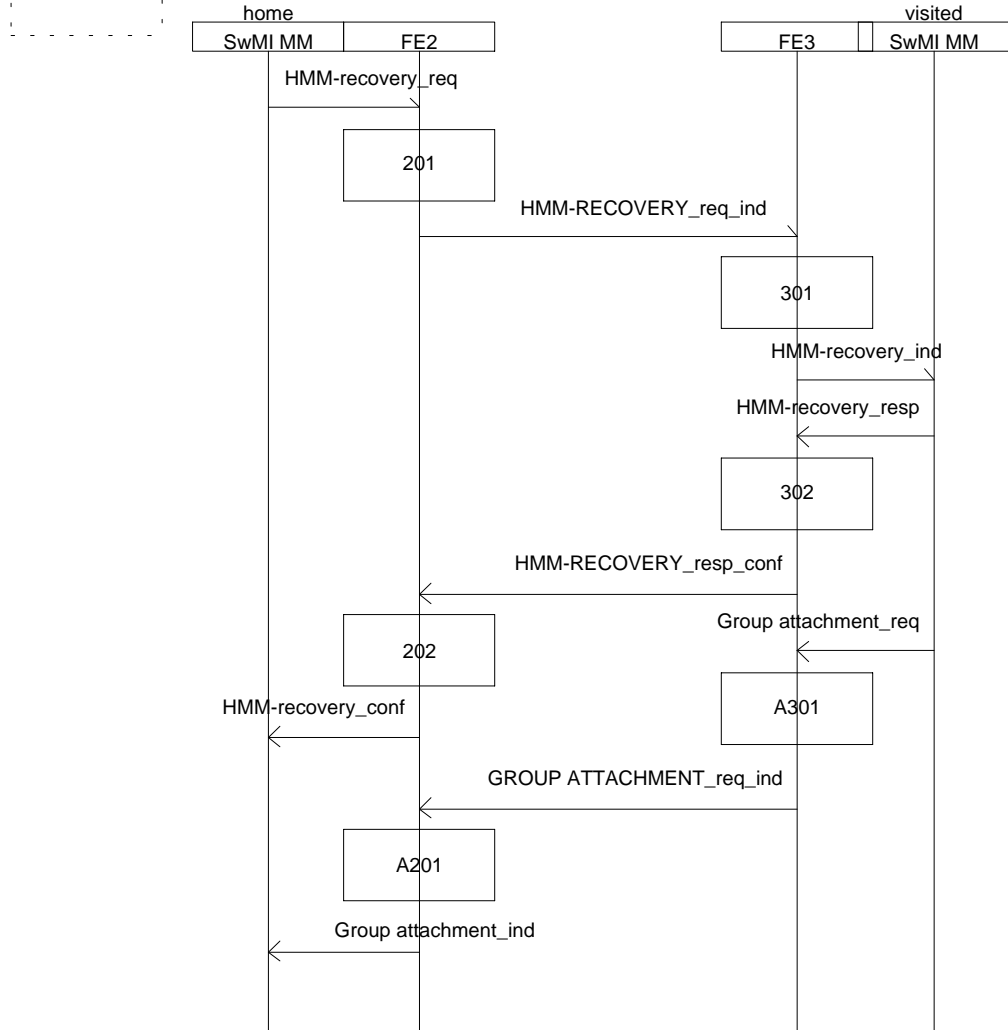 home
visited
SwMI MM
FE2
FE3
SwMI MM
HMM-recovery_req
201
HMM-RECOVERY_req_ind
301
HMM-recovery_ind
HMM-recovery_resp
302
HMM-RECOVERY_resp_conf
Group attachment_req
202
A301
HMM-recovery_conf
GROUP ATTACHMENT_req_ind
A201
Group attachment_ind